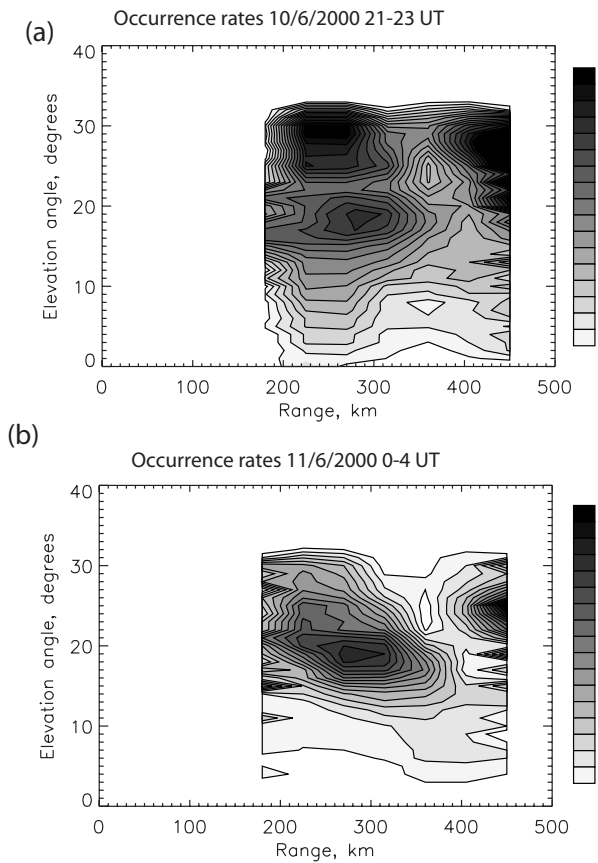 (a)
Occurrence rates 10/6/2000 21-23 UT
Elevation angle, degrees
40
30
20
10
0
0 100 200 300 400 500
Range, km
(b)
Occurrence rates 11/6/2000 0-4 UT
Elevation angle, degrees
40
30
20
10
0
0 100 200 300 400 500
Range, km